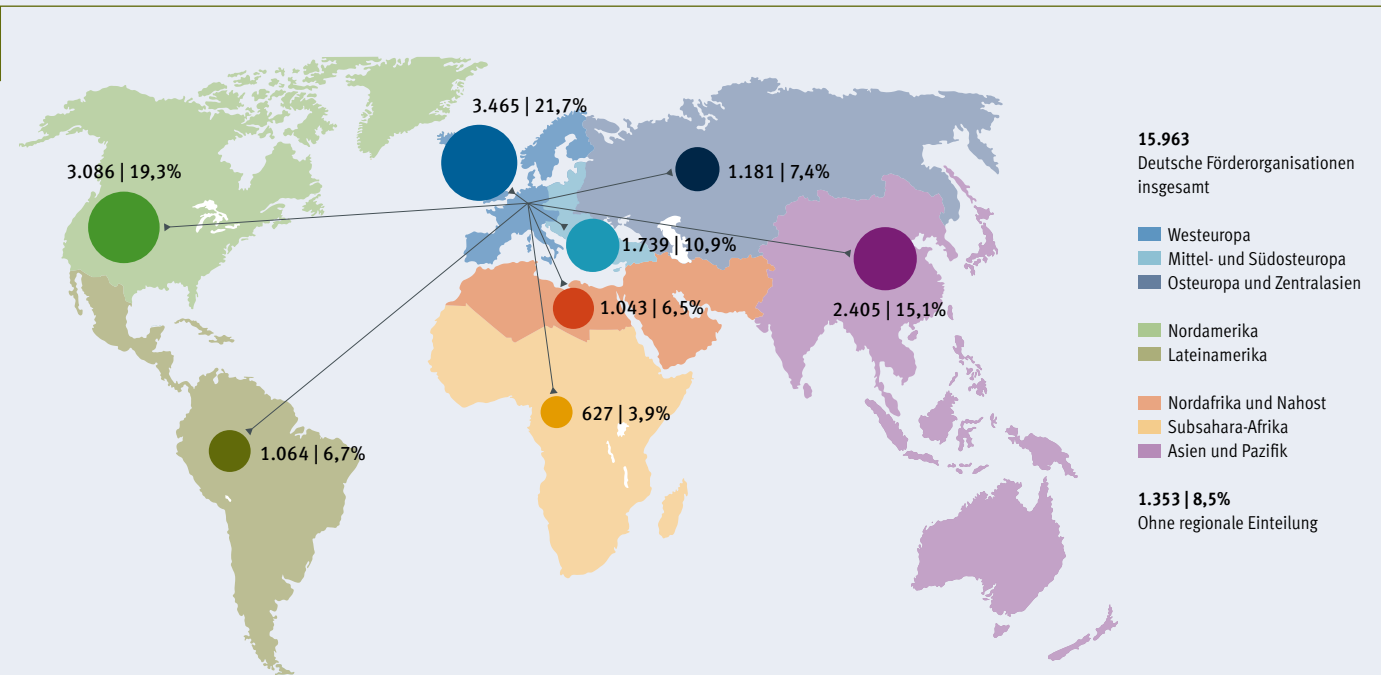 3.465 | 21,7%
3.086 | 19,3%
1.181 | 7,4%
1.739 | 10,9%
1.043 | 6,5%
2.405 | 15,1%
627 | 3,9%
1.064 | 6,7%
15.963
Deutsche Förderorganisationen
insgesamt
Westeuropa
Mittel- und Südosteuropa
Osteuropa und Zentralasien
Nordamerika
Lateinamerika
Nordafrika und Nahost
Subsahara-Afrika
Asien und Pazifik
1.353 | 8,5%
Ohne regionale Einteilung